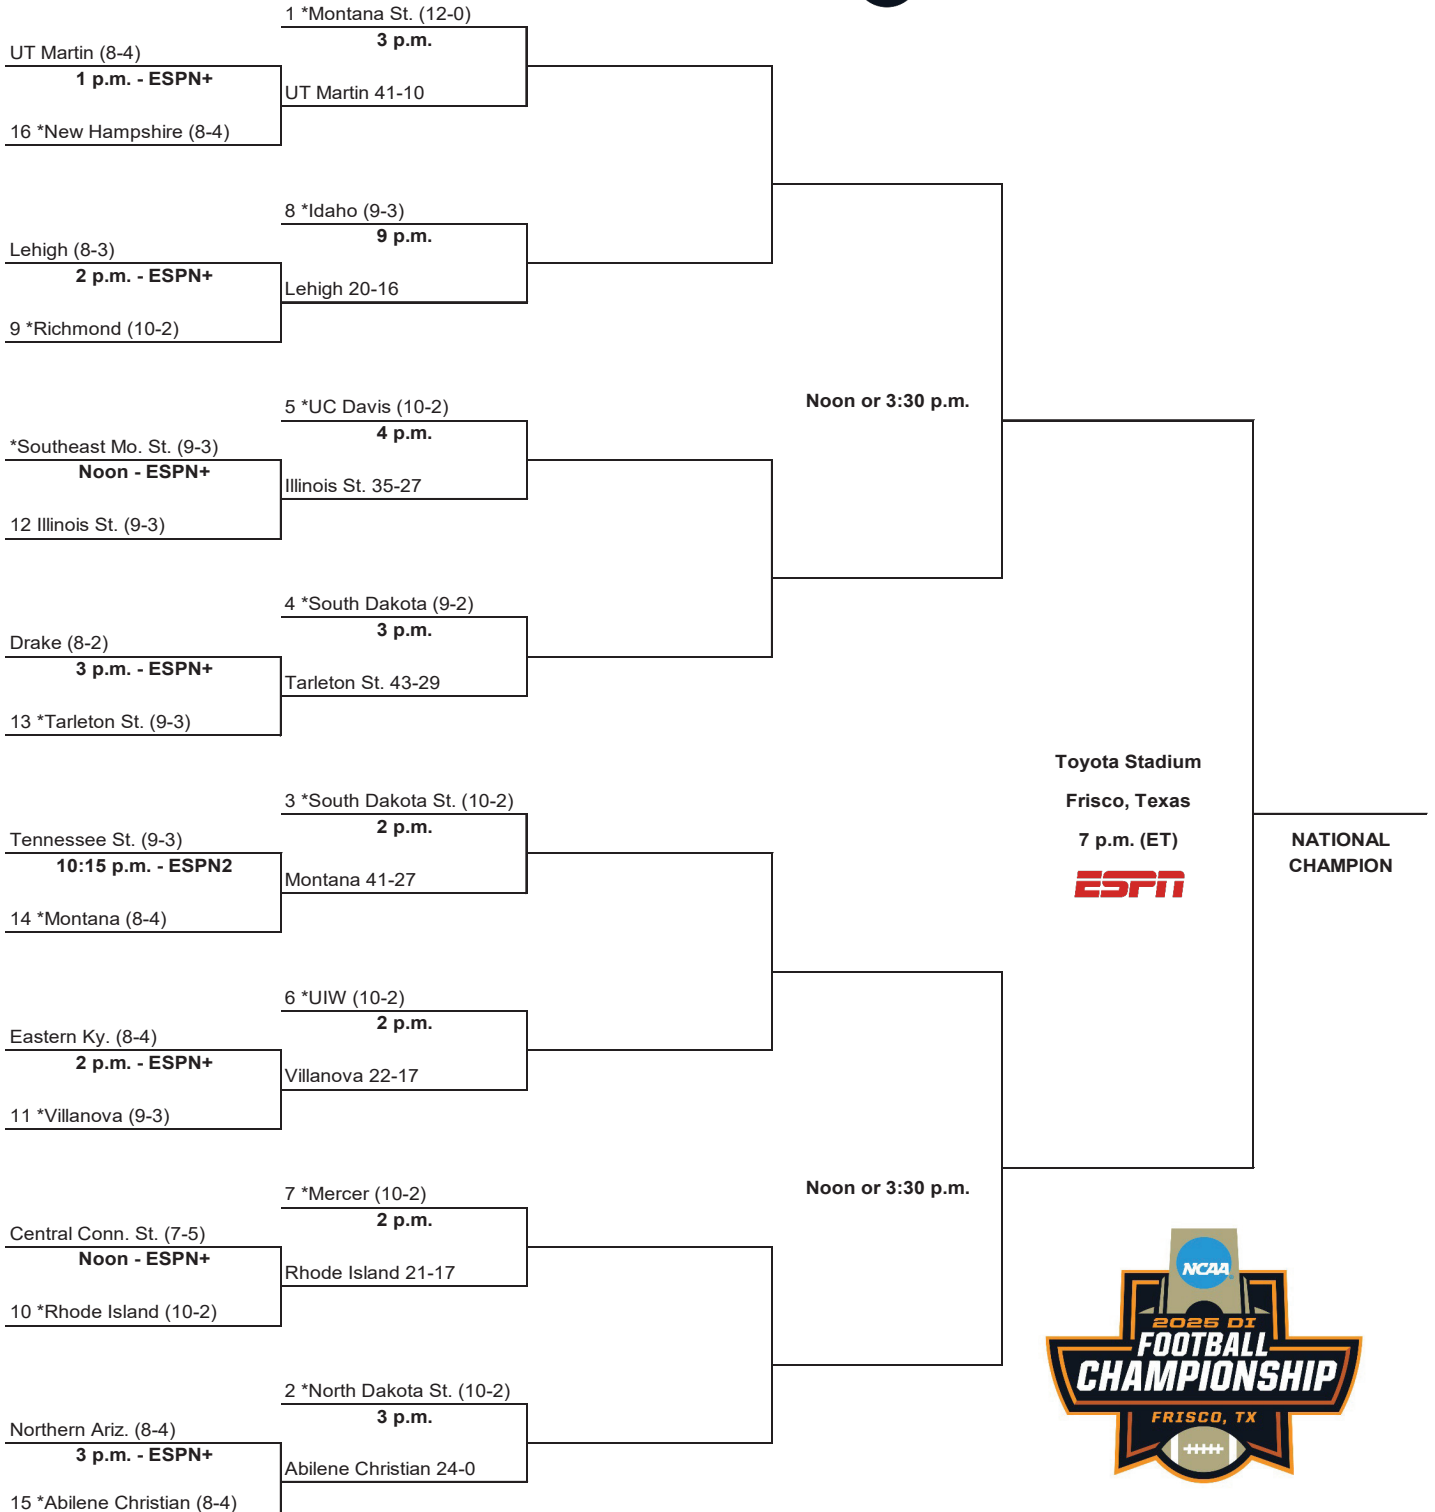 1 *Montana St. (12-0)
3 p.m.
UT Martin (8-4)
1 p.m. - ESPN+
UT Martin 41-10
16 *New Hampshire (8-4)
8 *Idaho (9-3)
9 p.m.
Lehigh (8-3)
2 p.m. - ESPN+
Lehigh 20-16
9 *Richmond (10-2)
Noon or 3:30 p.m.
5 *UC Davis (10-2)
4 p.m.
*Southeast Mo. St. (9-3)
Noon - ESPN+
Illinois St. 35-27
12 Illinois St. (9-3)
4 *South Dakota (9-2)
3 p.m.
Drake (8-2)
3 p.m. - ESPN+
Tarleton St. 43-29
13 *Tarleton St. (9-3)
Toyota Stadium
Frisco, Texas
7 p.m. (ET)
ESPN
NATIONAL
CHAMPION
3 *South Dakota St. (10-2)
2 p.m.
Tennessee St. (9-3)
10:15 p.m. - ESPN2
Montana 41-27
14 *Montana (8-4)
6 *UIW (10-2)
2 p.m.
Eastern Ky. (8-4)
2 p.m. - ESPN+
Villanova 22-17
11 *Villanova (9-3)
Noon or 3:30 p.m.
7 *Mercer (10-2)
2 p.m.
Central Conn. St. (7-5)
Noon - ESPN+
Rhode Island 21-17
10 *Rhode Island (10-2)
2 *North Dakota St. (10-2)
3 p.m.
Northern Ariz. (8-4)
3 p.m. - ESPN+
Abilene Christian 24-0
15 *Abilene Christian (8-4)
NCAA
2025 DI
FOOTBALL
CHAMPIONSHIP
FRISCO, TX